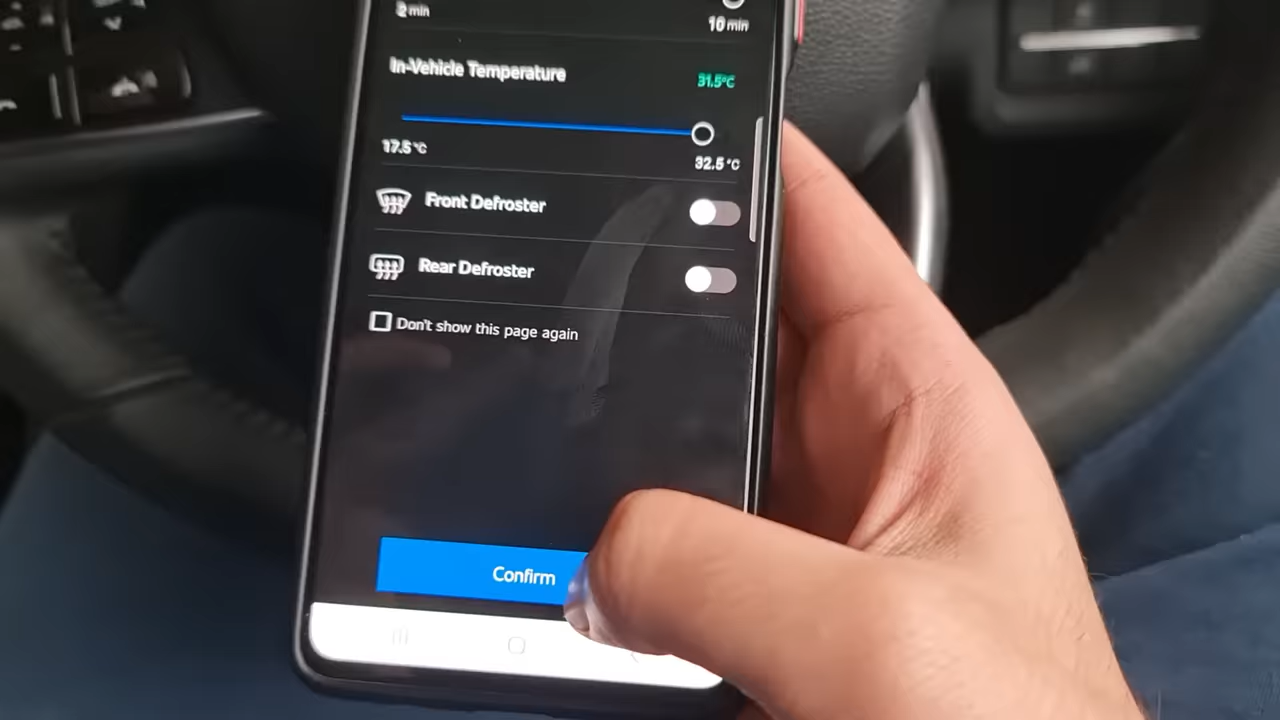 2 min
10 min
In-Vehicle Temperature
31.5°C
17.5°C
32.5°C
Front Defroster
Rear Defroster
Don't show this page again
Confirm